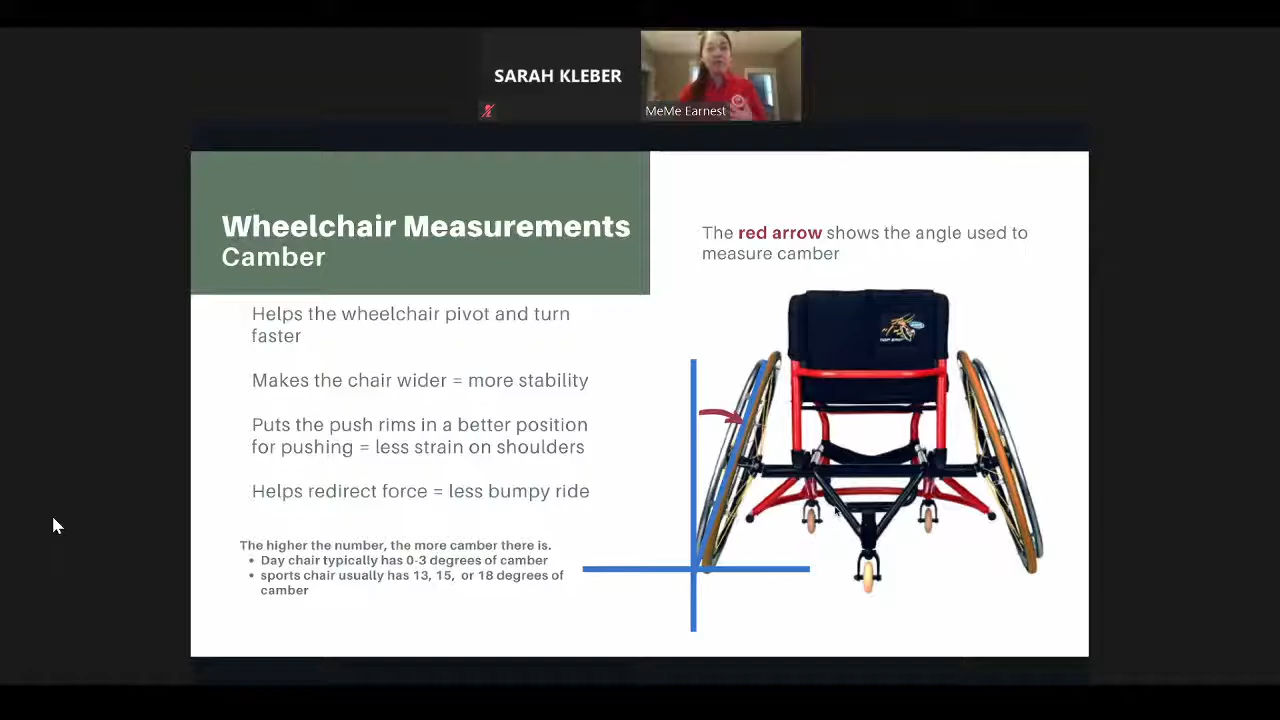 SARAH KLEBER
MeMe Earnest
Wheelchair Measurements
Camber
Helps the wheelchair pivot and turn
faster
Makes the chair wider = more stability
Puts the push rims in a better position
for pushing = less strain on shoulders
Helps redirect force = less bumpy ride
The higher the number, the more camber there is.
• Day chair typically has 0-3 degrees of camber
• sports chair usually has 13, 15, or 18 degrees of
camber
The red arrow shows the angle used to
measure camber